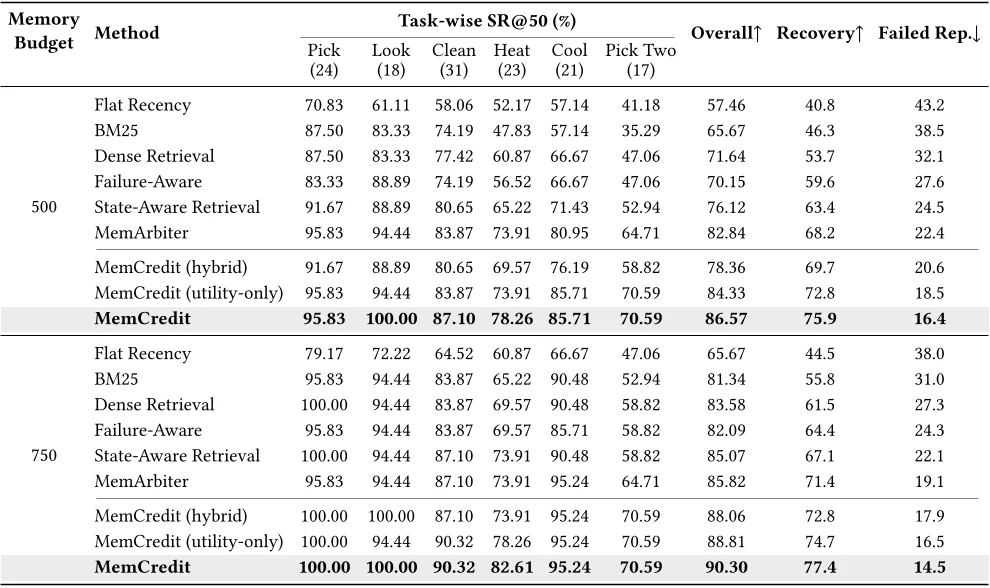 Memory Budget Method Task-wise SR@50 (%) Overall↑ Recovery↑ Failed Rep.↓
Pick (24) Look (18) Clean (31) Heat (23) Cool (21) Pick Two (17)
500
Flat Recency 70.83 61.11 58.06 52.17 57.14 41.18 57.46 40.8 43.2
BM25 87.50 83.33 74.19 47.83 57.14 35.29 65.67 46.3 38.5
Dense Retrieval 87.50 83.33 77.42 60.87 66.67 47.06 71.64 53.7 32.1
Failure-Aware 83.33 88.89 74.19 56.52 66.67 47.06 70.15 59.6 27.6
State-Aware Retrieval 91.67 88.89 80.65 65.22 71.43 52.94 76.12 63.4 24.5
MemArbiter 95.83 94.44 83.87 73.91 80.95 64.71 82.84 68.2 22.4
MemCredit (hybrid) 91.67 88.89 80.65 69.57 76.19 58.82 78.36 69.7 20.6
MemCredit (utility-only) 95.83 94.44 83.87 73.91 85.71 70.59 84.33 72.8 18.5
MemCredit 95.83 100.00 87.10 78.26 85.71 70.59 86.57 75.9 16.4
750
Flat Recency 79.17 72.22 64.52 60.87 66.67 47.06 65.67 44.5 38.0
BM25 95.83 94.44 83.87 65.22 90.48 52.94 81.34 55.8 31.0
Dense Retrieval 100.00 94.44 83.87 69.57 90.48 58.82 83.58 61.5 27.3
Failure-Aware 95.83 94.44 83.87 69.57 85.71 58.82 82.09 64.4 24.3
State-Aware Retrieval 100.00 94.44 87.10 73.91 90.48 58.82 85.07 67.1 22.1
MemArbiter 95.83 94.44 87.10 73.91 95.24 64.71 85.82 71.4 19.1
MemCredit (hybrid) 100.00 100.00 87.10 73.91 95.24 70.59 88.06 72.8 17.9
MemCredit (utility-only) 100.00 94.44 90.32 78.26 95.24 70.59 88.81 74.7 16.5
MemCredit 100.00 100.00 90.32 82.61 95.24 70.59 90.30 77.4 14.5